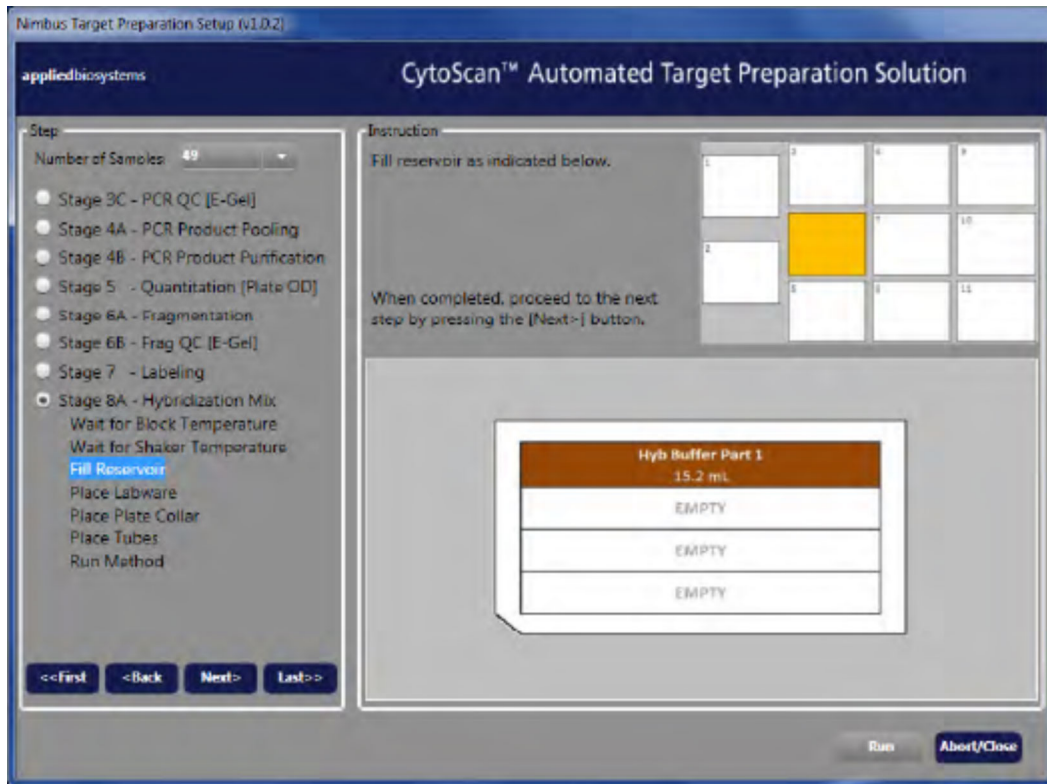 Nimbus Target Preparation Setup (v1.0.2)
appliedbiosystems
CytoScan™ Automated Target Preparation Solution
Step
Number of Samples 49
Stage 3C - PCR QC [E-Gel]
Stage 4A - PCR Product Pooling
Stage 4B - PCR Product Purification
Stage 5 - Quantitation [Plate OD]
Stage 6A - Fragmentation
Stage 6B - Frag QC [E-Gel]
Stage 7 - Labeling
Stage 8A - Hybridization Mix
Wait for Block Temperature
Wait for Shaker Temperature
Fill Reservoir
Place Labware
Place Plate Collar
Place Tubes
Run Method
<<First <Back Next> Last>>
Instruction
Fill reservoir as indicated below.
When completed, proceed to the next
step by pressing the [Next>] button.
1
2
3
6
9
7
10
5
8
11
Hyb Buffer Part 1
15.2 mL
EMPTY
EMPTY
EMPTY
Run Abort/Close